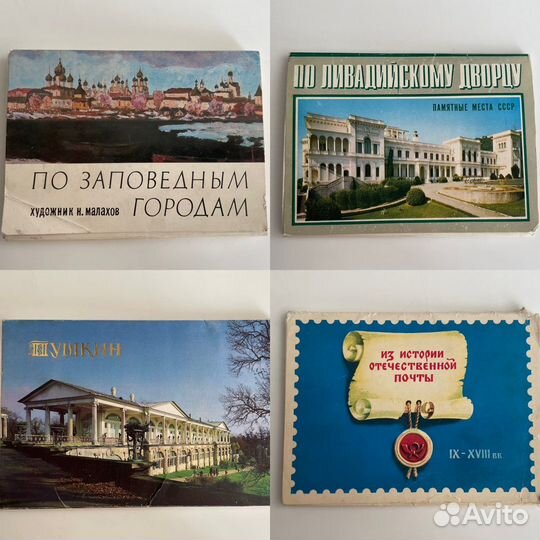 ПО ЗАПОВЕДНЫМ
ГОРОДАМ
ХУДОЖНИК Н. МАЛАХОВ
ПО ЛИВАДИЙСКОМУ ДВОРЦУ
ПАМЯТНЫЕ МЕСТА СССР
ПУШКИН
ИЗ ИСТОРИИ
ОТЕЧЕСТВЕННОЙ
ПОЧТЫ
IX-XVIII вв.
Avito